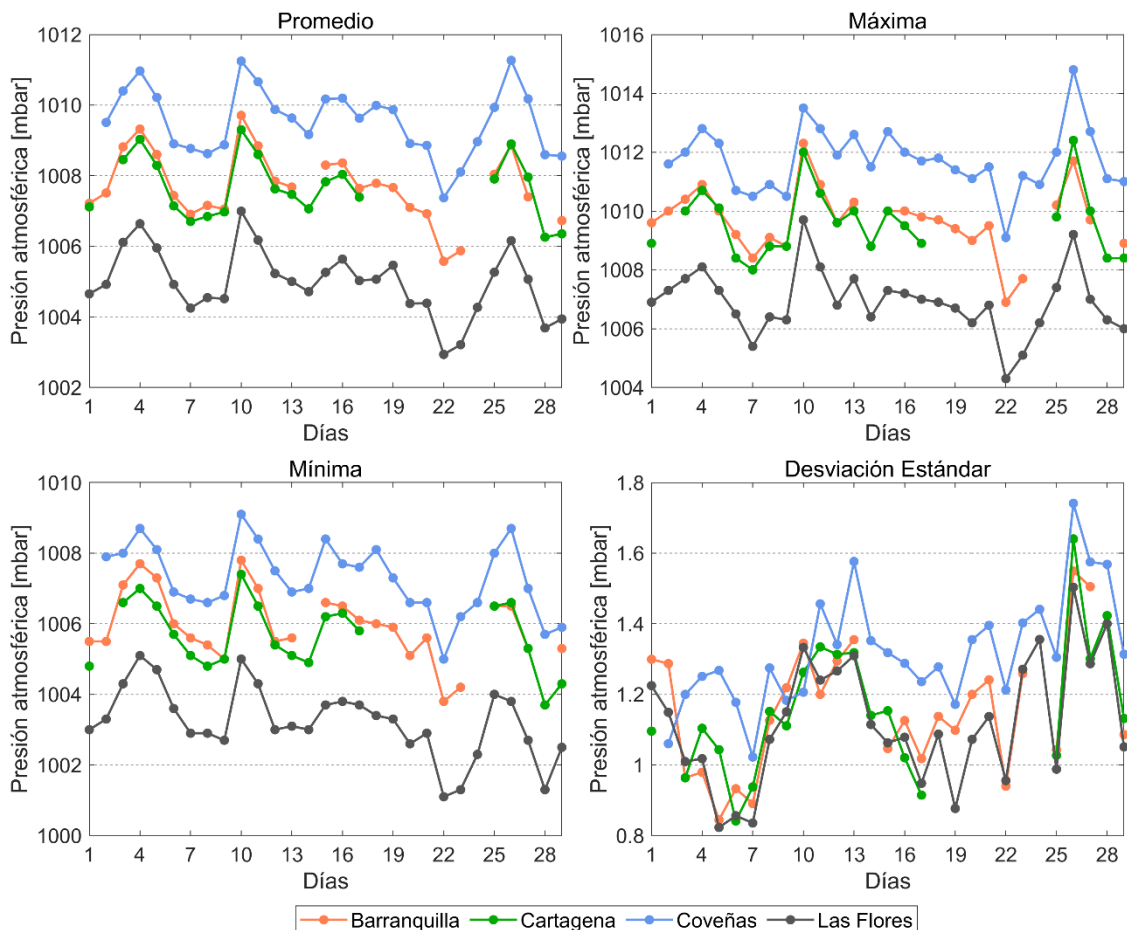 Promedio
Presión atmosférica [mbar]
1012
1010
1008
1006
1004
1002
1 4 7 10 13 16 19 22 25 28
Días
Máxima
Presión atmosférica [mbar]
1016
1014
1012
1010
1008
1006
1004
1 4 7 10 13 16 19 22 25 28
Días
Mínima
Presión atmosférica [mbar]
1010
1008
1006
1004
1002
1000
1 4 7 10 13 16 19 22 25 28
Días
Desviación Estándar
Presión atmosférica [mbar]
1.8
1.6
1.4
1.2
1
0.8
1 4 7 10 13 16 19 22 25 28
Días
Barranquilla Cartagena Coveñas Las Flores